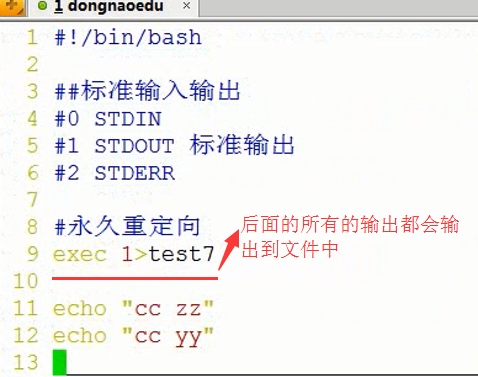 1 dongnaoedu ×
1 #!/bin/bash
2
3 ##标准输入输出
4 #0 STDIN
5 #1 STDOUT 标准输出
6 #2 STDERR
7
8 #永久重定向
9 exec 1>test7
后面的所有的输出都会输
出到文件中
10
11 echo "cc zz"
12 echo "cc yy"
13